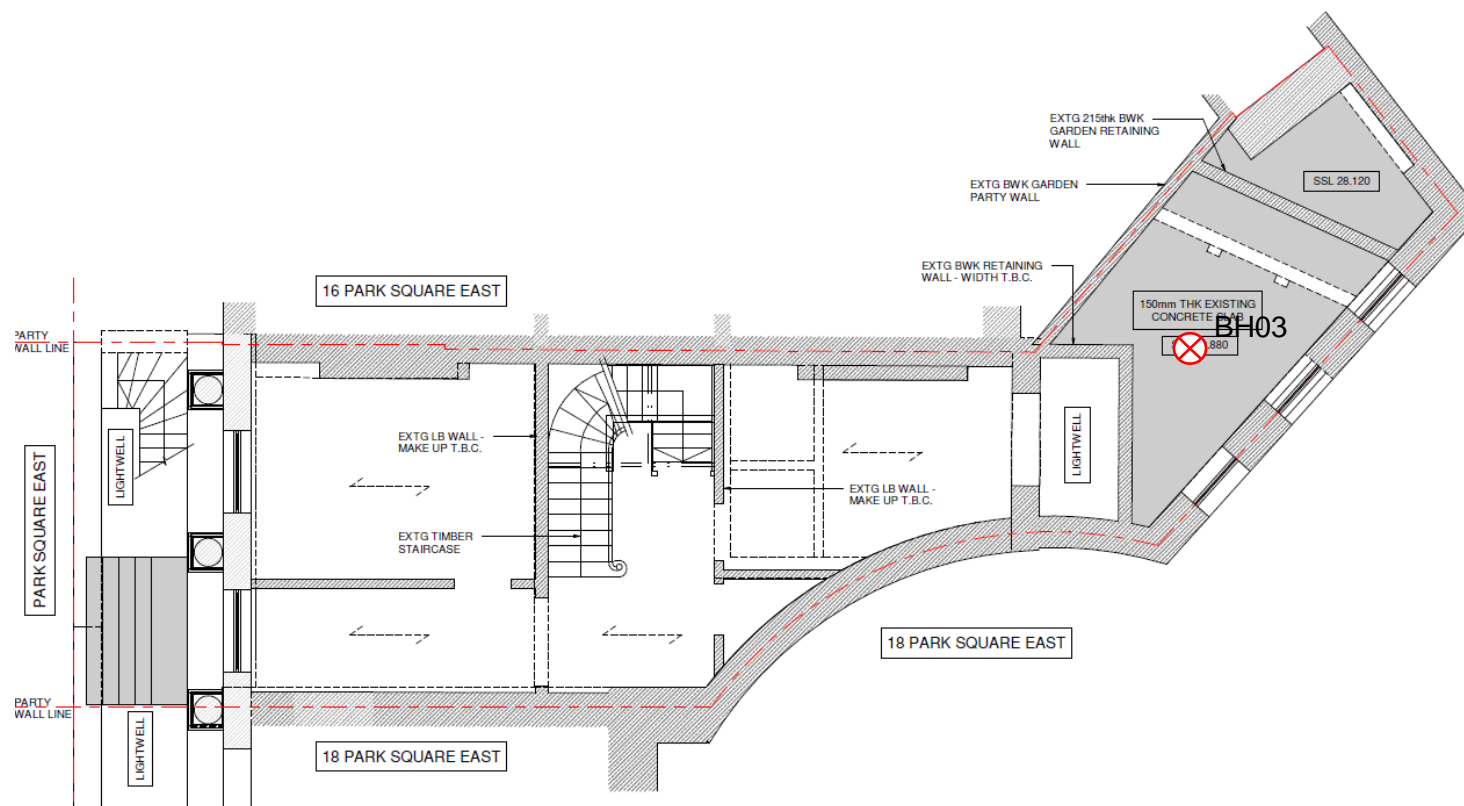 EXTG 215thk BWK
GARDEN RETAINING
WALL
SSL 28.120
EXTG BWK GARDEN
PARTY WALL
EXTG BWK RETAINING
WALL - WIDTH T.B.C.
16 PARK SQUARE EAST
150mm THK EXISTING
CONCRETE SLAB
BH03
.880
PARTY
WALL LINE
LIGHTWELL
PARK SQUARE EAST
EXTG LB WALL -
MAKE UP T.B.C.
LIGHTWELL
EXTG LB WALL -
MAKE UP T.B.C.
EXTG TIMBER
STAIRCASE
18 PARK SQUARE EAST
PARTY
WALL LINE
LIGHTWELL
18 PARK SQUARE EAST